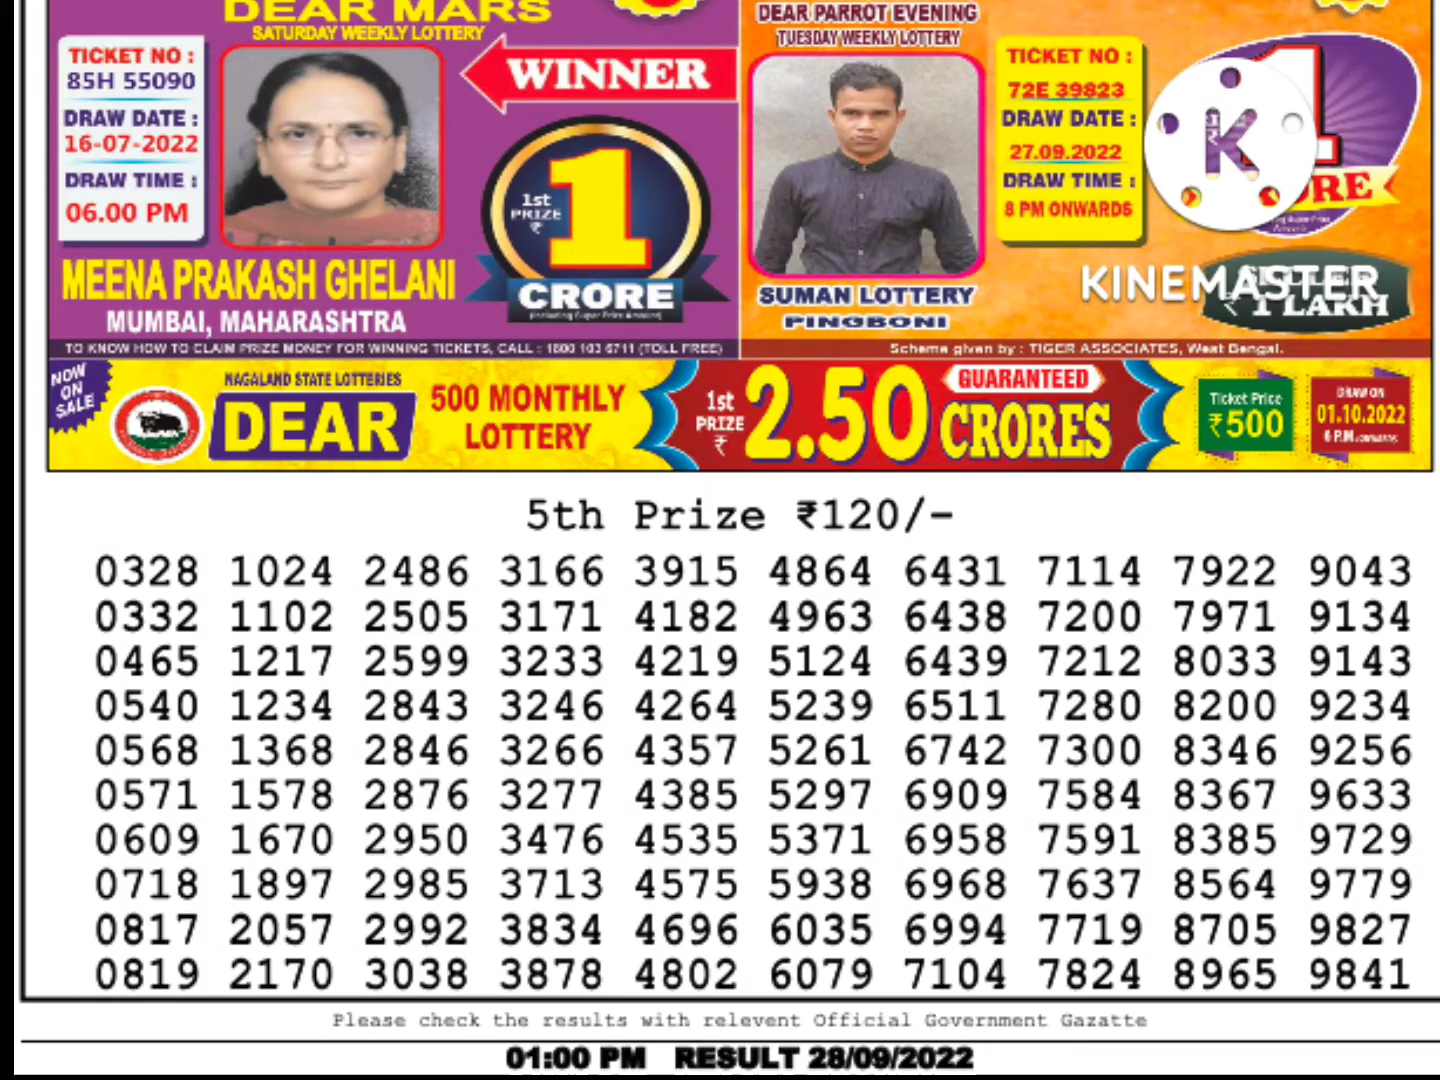 DEAR MARS
SATURDAY WEEKLY LOTTERY
TICKET NO :
85H 55090
DRAW DATE :
16-07-2022
DRAW TIME :
06.00 PM
WINNER
1st
PRIZE
₹
1
CRORE
(Including Super Prize Amount)
MEENA PRAKASH GHELANI
MUMBAI, MAHARASHTRA
TO KNOW HOW TO CLAIM PRIZE MONEY FOR WINNING TICKETS, CALL : 1800 103 6711 (TOLL FREE)
DEAR PARROT EVENING
TUESDAY WEEKLY LOTTERY
TICKET NO :
72E 39823
DRAW DATE :
27.09.2022
DRAW TIME :
8 PM ONWARDS
K
1
KINEMASTER
₹ 1 LAKH
SUMAN LOTTERY
PINGBONI
Scheme given by : TIGER ASSOCIATES, West Bengal.
NOW
ON
SALE
NAGALAND STATE LOTTERIES
DEAR
500 MONTHLY
LOTTERY
1st
PRIZE
₹
2.50
GUARANTEED
CRORES
Ticket Price
₹500
DRAW ON
01.10.2022
6 P.M. ONWARDS
5th Prize ₹120/-
0328 1024 2486 3166 3915 4864 6431 7114 7922 9043
0332 1102 2505 3171 4182 4963 6438 7200 7971 9134
0465 1217 2599 3233 4219 5124 6439 7212 8033 9143
0540 1234 2843 3246 4264 5239 6511 7280 8200 9234
0568 1368 2846 3266 4357 5261 6742 7300 8346 9256
0571 1578 2876 3277 4385 5297 6909 7584 8367 9633
0609 1670 2950 3476 4535 5371 6958 7591 8385 9729
0718 1897 2985 3713 4575 5938 6968 7637 8564 9779
0817 2057 2992 3834 4696 6035 6994 7719 8705 9827
0819 2170 3038 3878 4802 6079 7104 7824 8965 9841
Please check the results with relevent Official Government Gazatte
01:00 PM RESULT 28/09/2022